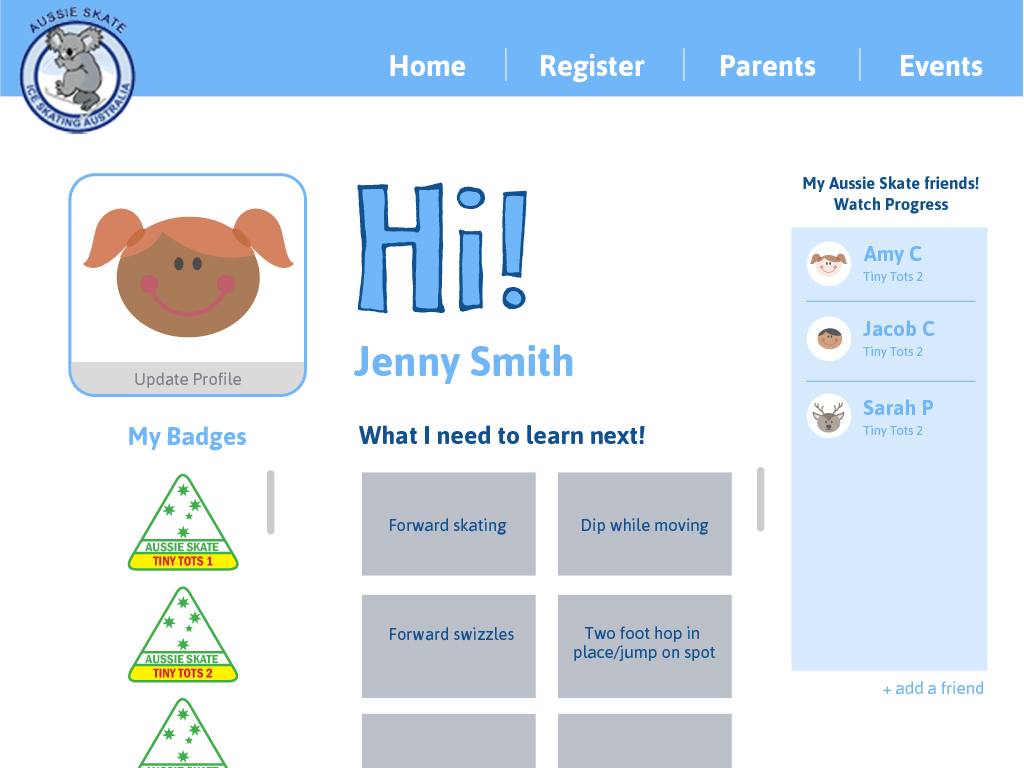 AUSSIE SKATE
ICE SKATING AUSTRALIA
Home
Register
Parents
Events
Update Profile
My Badges
AUSSIE SKATE
TINY TOTS 1
AUSSIE SKATE
TINY TOTS 2
AUSSIE SKATE
Hi!
Jenny Smith
What I need to learn next!
Forward skating
Dip while moving
Forward swizzles
Two foot hop in
place/jump on spot
My Aussie Skate friends!
Watch Progress
Amy C
Tiny Tots 2
Jacob C
Tiny Tots 2
Sarah P
Tiny Tots 2
+ add a friend